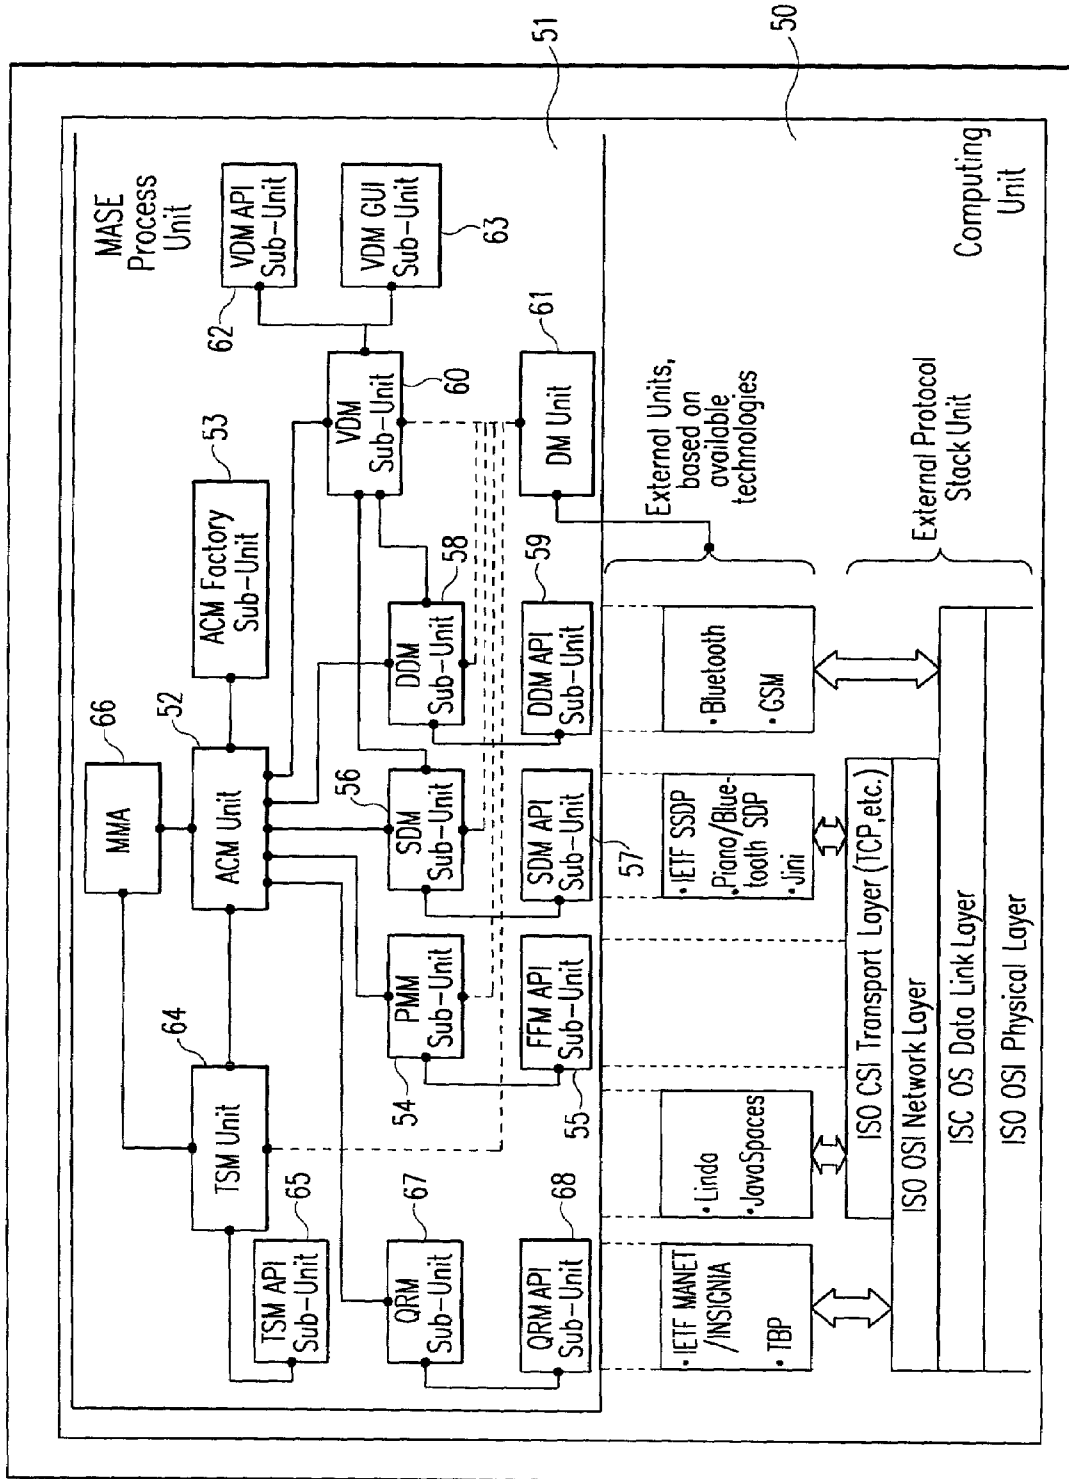 MASE
Process
Unit
66
MMA
52
ACM Unit
53
ACM Factory
Sub-Unit
64
TSM Unit
65
TSM API
Sub-Unit
62
VDM API
Sub-Unit
VDM GUI
Sub-Unit
63
60
VDM
Sub-Unit
67
QRM
Sub-Unit
54
PMM
Sub-Unit
56
SDM
Sub-Unit
58
DDM
Sub-Unit
68
QRM API
Sub-Unit
55
FFM API
Sub-Unit
57
SDM API
Sub-Unit
59
DDM API
Sub-Unit
61
DM Unit
51
External Units,
based on
available
technologies
• IETF MANET
/INSIGNIA
• TBP
• Linda
• JavaSpaces
• IETF SSDP
• Piano/Blue-
tooth SDP
• Jini
• Bluetooth
• GSM
50
External Protocol
Stack Unit
ISO CSI Transport Layer (TCP,etc.)
ISO OSI Network Layer
ISC OS Data Link Layer
ISO OSI Physical Layer
Computing
Unit